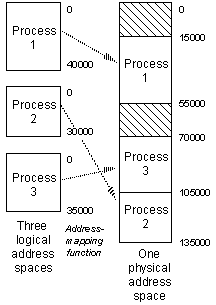 0
Process
1
40000
0
Process
2
30000
0
Process
3
35000
Three
logical
address
spaces
Address-
mapping
function
0
15000
Process
1
55000
70000
Process
3
105000
Process
2
135000
One
physical
address
space